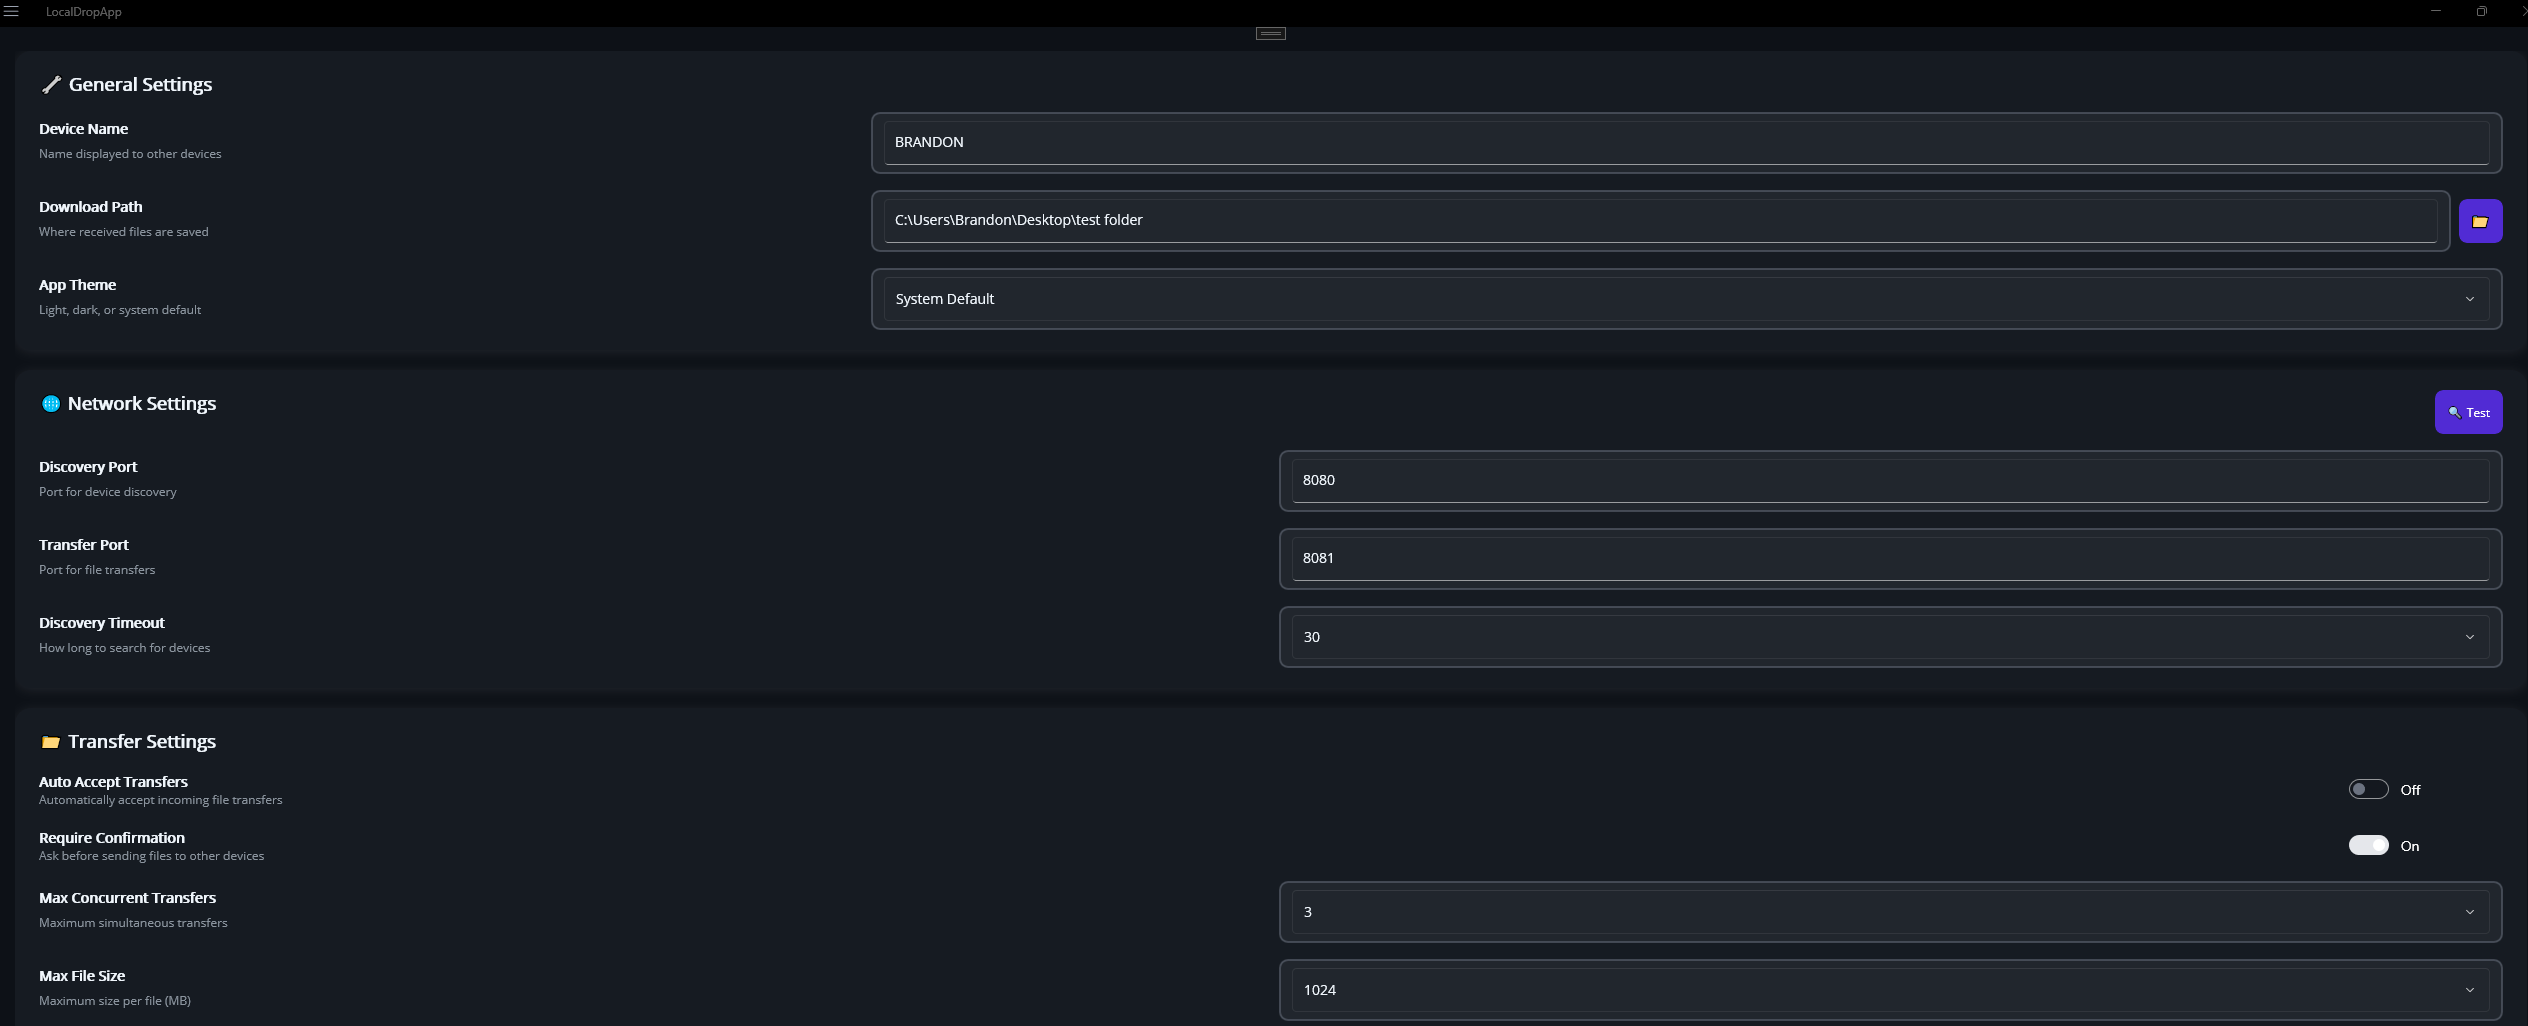 LocalDropApp
General Settings
Device Name
Name displayed to other devices
BRANDON
Download Path
Where received files are saved
C:\Users\Brandon\Desktop\test folder
App Theme
Light, dark, or system default
System Default
Network Settings
Test
Discovery Port
Port for device discovery
8080
Transfer Port
Port for file transfers
8081
Discovery Timeout
How long to search for devices
30
Transfer Settings
Auto Accept Transfers
Automatically accept incoming file transfers
Off
Require Confirmation
Ask before sending files to other devices
On
Max Concurrent Transfers
Maximum simultaneous transfers
3
Max File Size
Maximum size per file (MB)
1024